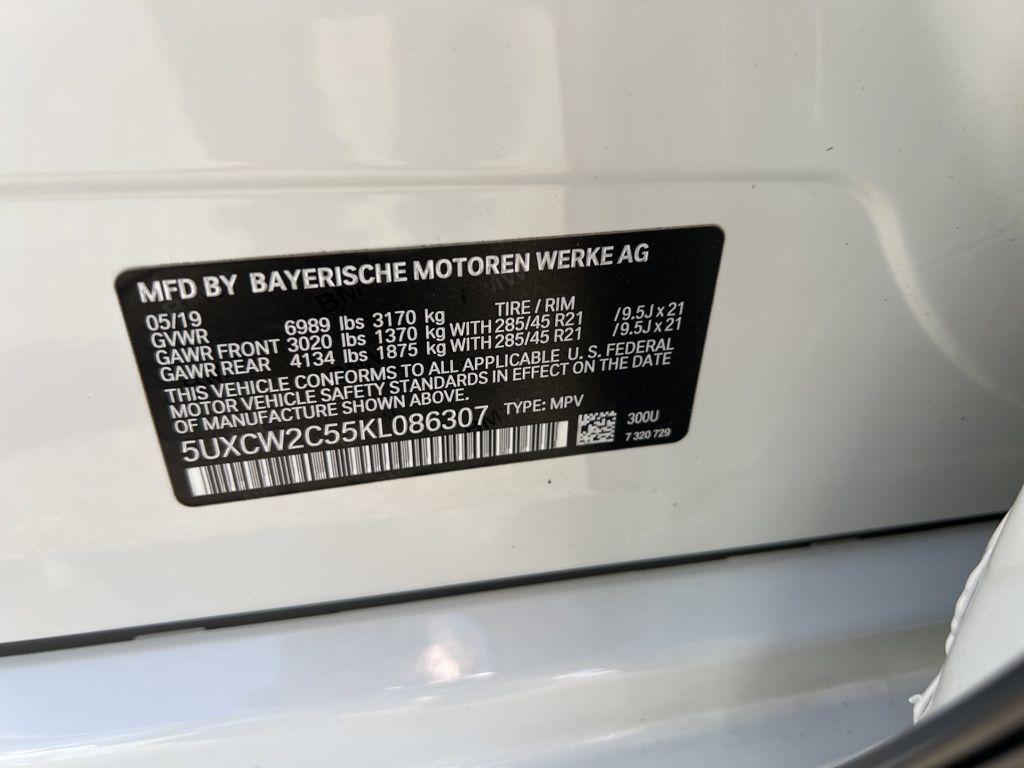 MFD BY BAYERISCHE MOTOREN WERKE AG
05/19 TIRE / RIM
GVWR 6989 lbs 3170 kg
GAWR FRONT 3020 lbs 1370 kg WITH 285/45 R21 /9.5J x 21
GAWR REAR 4134 lbs 1875 kg WITH 285/45 R21 /9.5J x 21
THIS VEHICLE CONFORMS TO ALL APPLICABLE U. S. FEDERAL
MOTOR VEHICLE SAFETY STANDARDS IN EFFECT ON THE DATE
OF MANUFACTURE SHOWN ABOVE.
5UXCW2C55KL086307 TYPE: MPV
300U
7 320 729